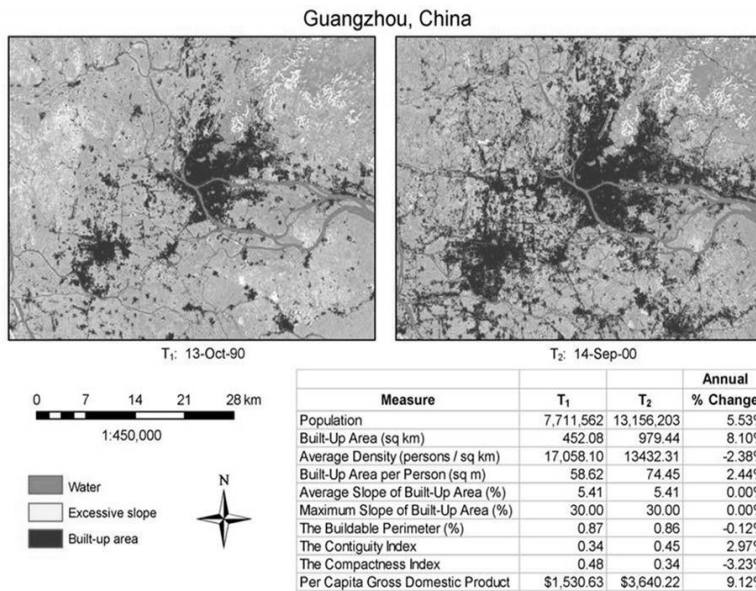 Guangzhou, China
T1: 13-Oct-90
T2: 14-Sep-00
0 7 14 21 28 km
1:450,000
N
Water
Excessive slope
Built-up area
Annual
Measure T1 T2 % Change
Population 7,711,562 13,156,203 5.53%
Built-Up Area (sq km) 452.08 979.44 8.10%
Average Density (persons / sq km) 17,058.10 13432.31 -2.38%
Built-Up Area per Person (sq m) 58.62 74.45 2.44%
Average Slope of Built-Up Area (%) 5.41 5.41 0.00%
Maximum Slope of Built-Up Area (%) 30.00 30.00 0.00%
The Buildable Perimeter (%) 0.87 0.86 -0.12%
The Contiguity Index 0.34 0.45 2.97%
The Compactness Index 0.48 0.34 -3.23%
Per Capita Gross Domestic Product $1,530.63 $3,640.22 9.12%